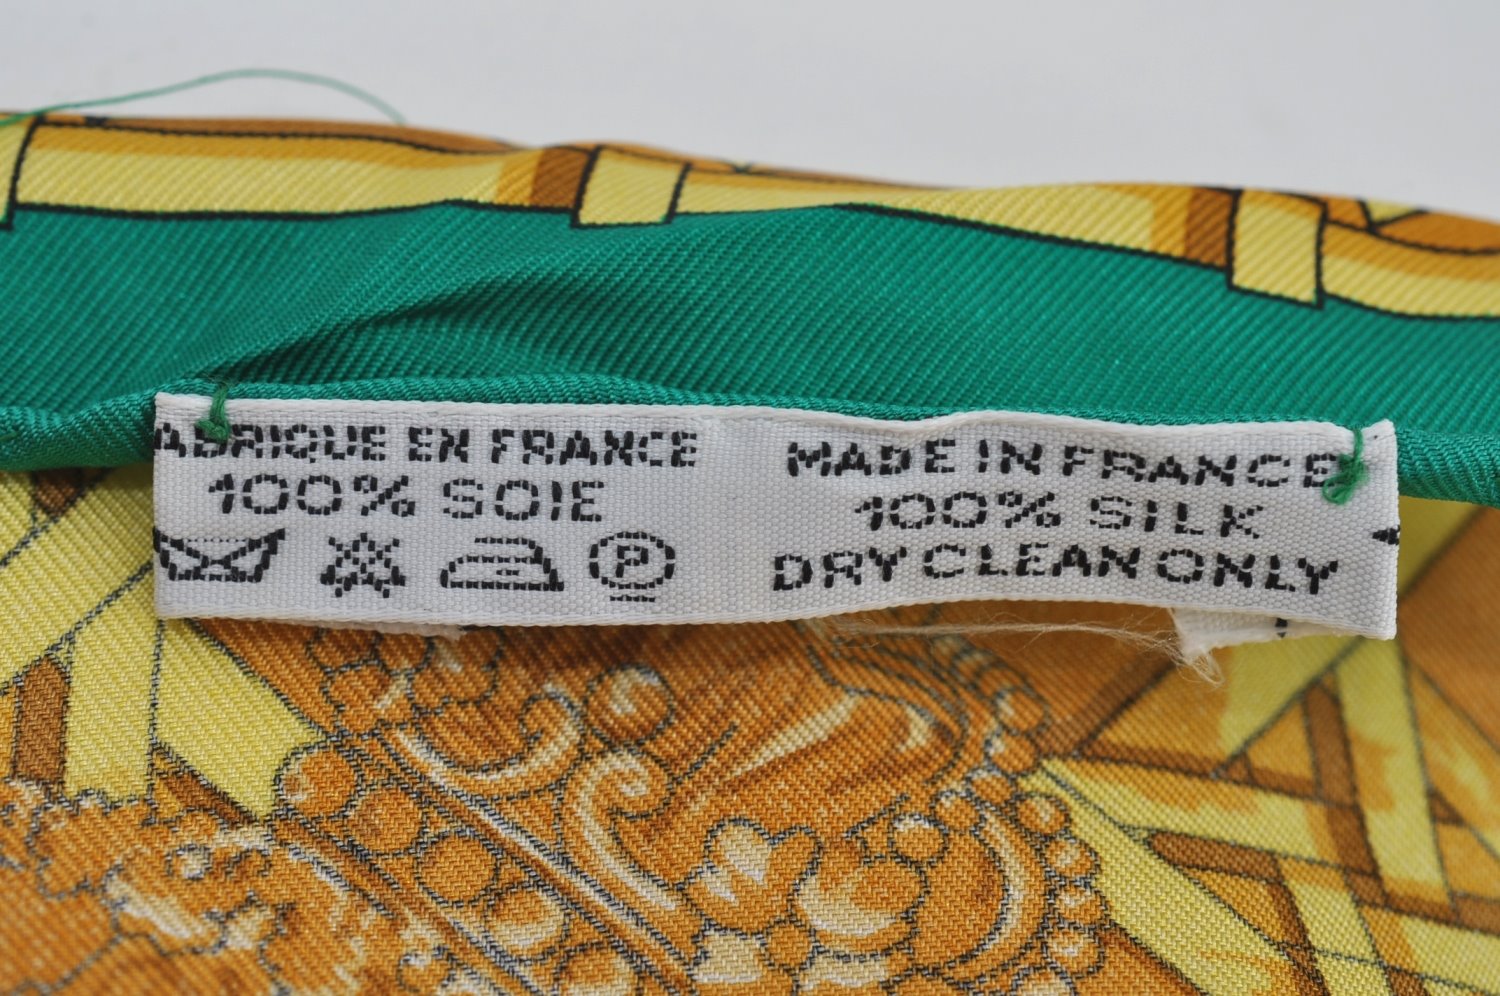 ABRIQUE EN FRANCE
100% SOIE
P
MADE IN FRANCE
100% SILK
DRY CLEAN ONLY